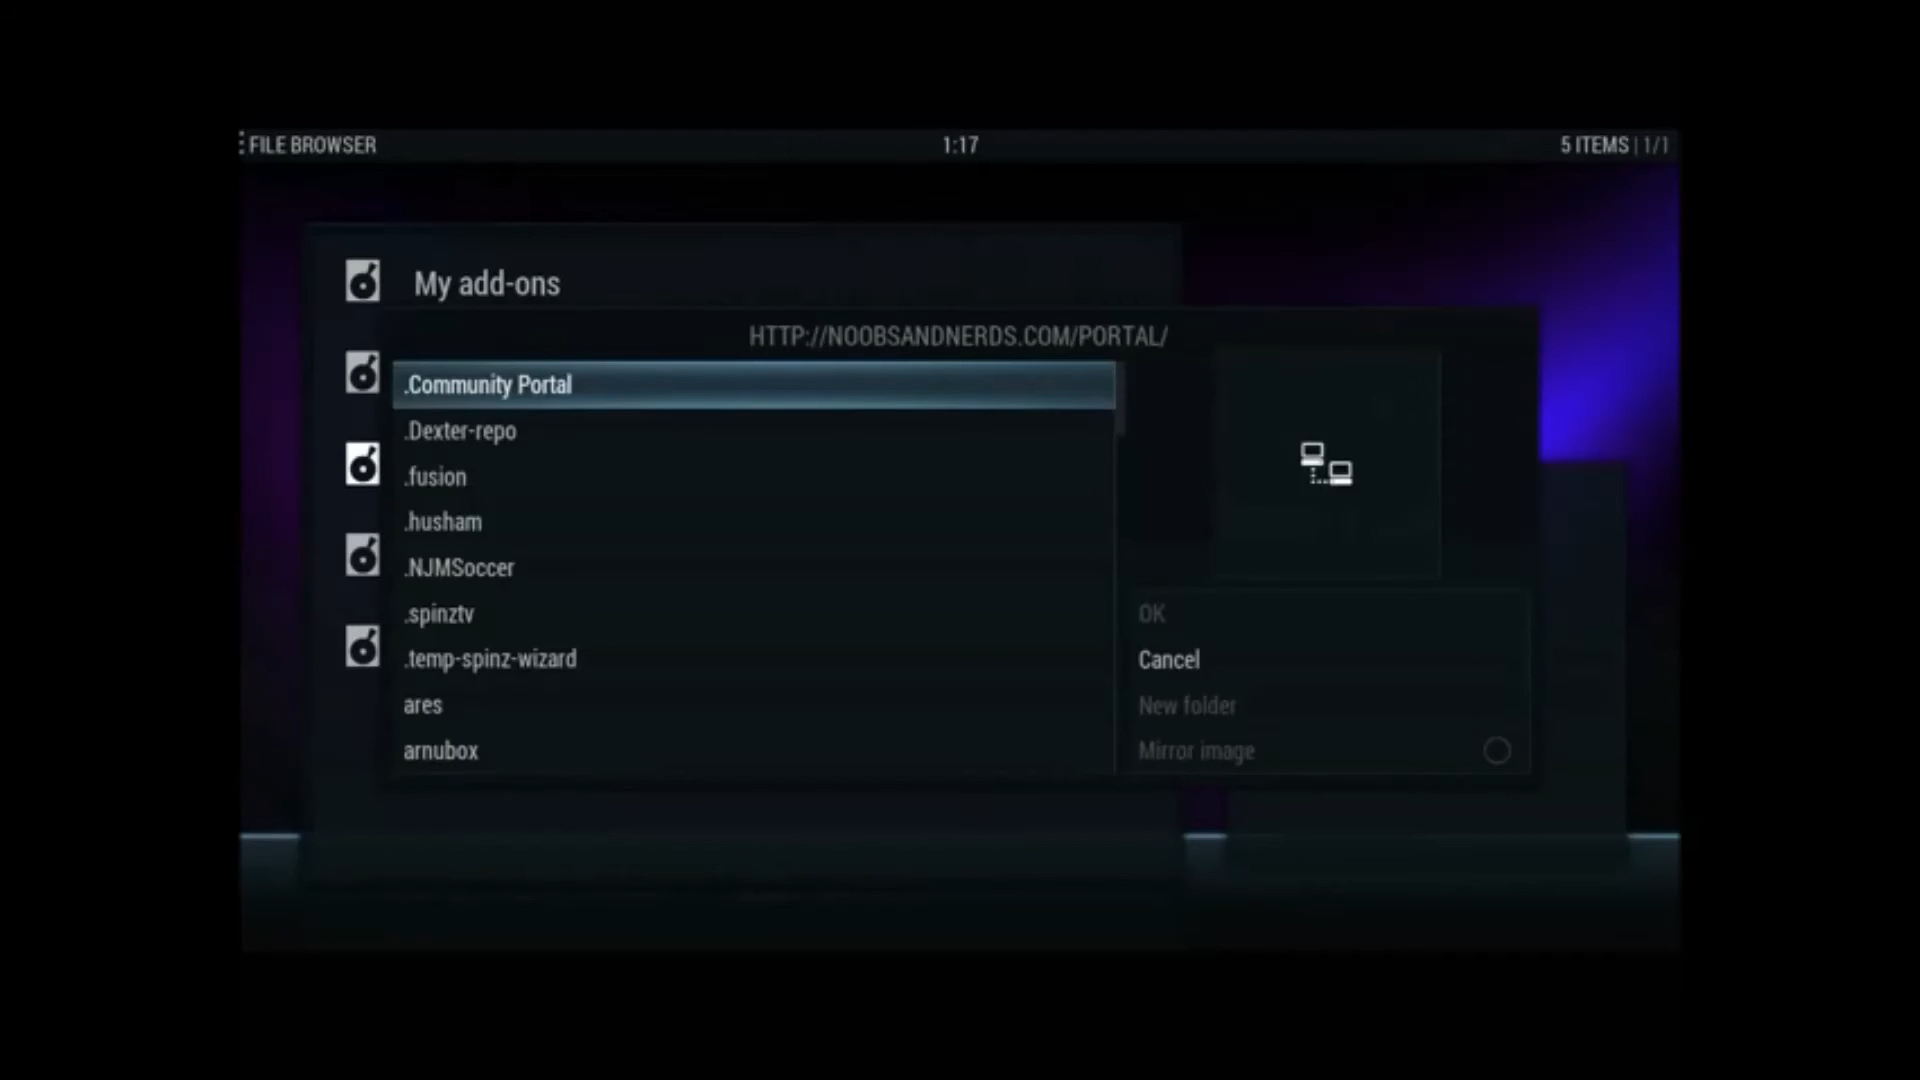 FILE BROWSER
1:17
5 ITEMS | 1/1
My add-ons
HTTP://NOOBSANDNERDS.COM/PORTAL/
.Community Portal
.Dexter-repo
.fusion
.husham
.NJMSoccer
.spinztv
.temp-spinz-wizard
ares
arnubox
OK
Cancel
New folder
Mirror image